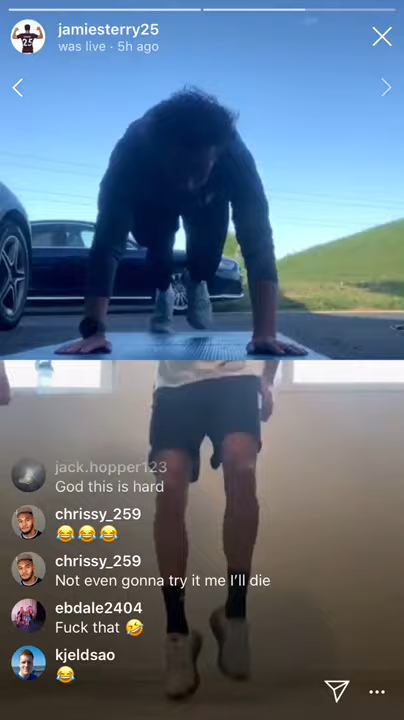 jamiesterry25
was live · 5h ago
jack.hopper123
God this is hard
chrissy_259
😂😂😂
chrissy_259
Not even gonna try it me I'll die
ebdale2404
Fuck that 🤣
kjeldsao
😂